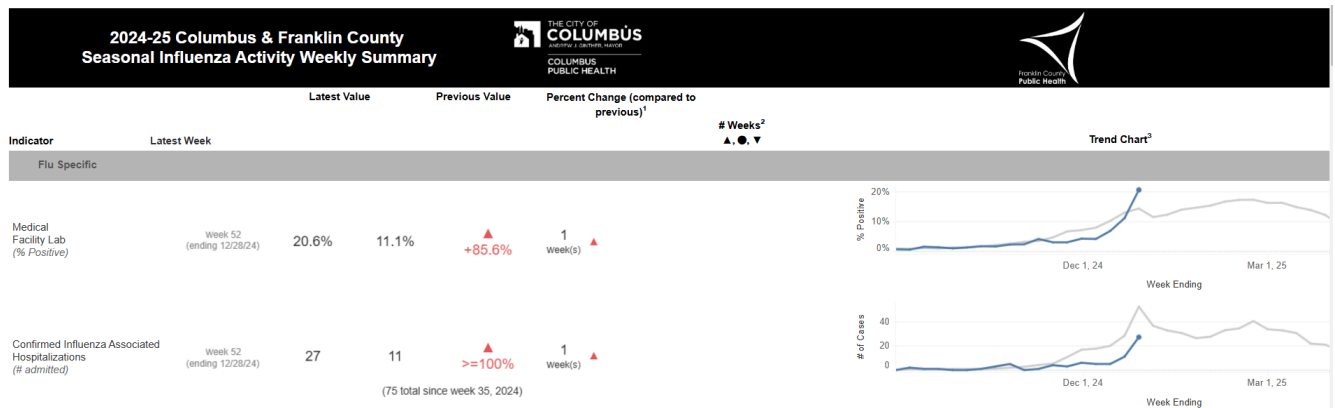 2024-25 Columbus & Franklin County
Seasonal Influenza Activity Weekly Summary
THE CITY OF
COLUMBUS
ANDREW J. GINTHER, MAYOR
COLUMBUS
PUBLIC HEALTH
Franklin County
Public Health
Latest Value
Previous Value
Percent Change (compared to
previous)¹
# Weeks²
▲, ●, ▼
Indicator
Latest Week
Trend Chart³
Flu Specific
Medical
Facility Lab
(% Positive)
Week 52
(ending 12/28/24)
20.6%
11.1%
▲
+85.6%
1
Week(s) ▲
% Positive
20%
10%
0%
Dec 1, 24
Mar 1, 25
Week Ending
Confirmed Influenza Associated
Hospitalizations
(# admitted)
Week 52
(ending 12/28/24)
27
11
▲
>=100%
1
Week(s) ▲
(75 total since week 35, 2024)
# of Cases
40
20
0
Dec 1, 24
Mar 1, 25
Week Ending